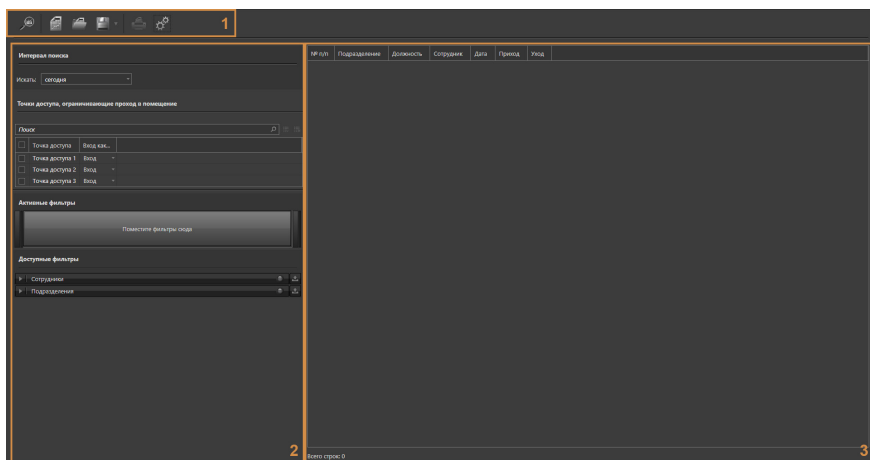 1
Интервал поиска
Искать: сегодня
Точки доступа, ограничивающие проход в помещение
Поиск
Точка доступа Вход как...
Точка доступа 1 Вход
Точка доступа 2 Вход
Точка доступа 3 Вход
Активные фильтры
Поместите фильтры сюда
Доступные фильтры
Сотрудники
Подразделения
2
№ п/п Подразделение Должность Сотрудник Дата Приход Уход
Всего строк: 0
3